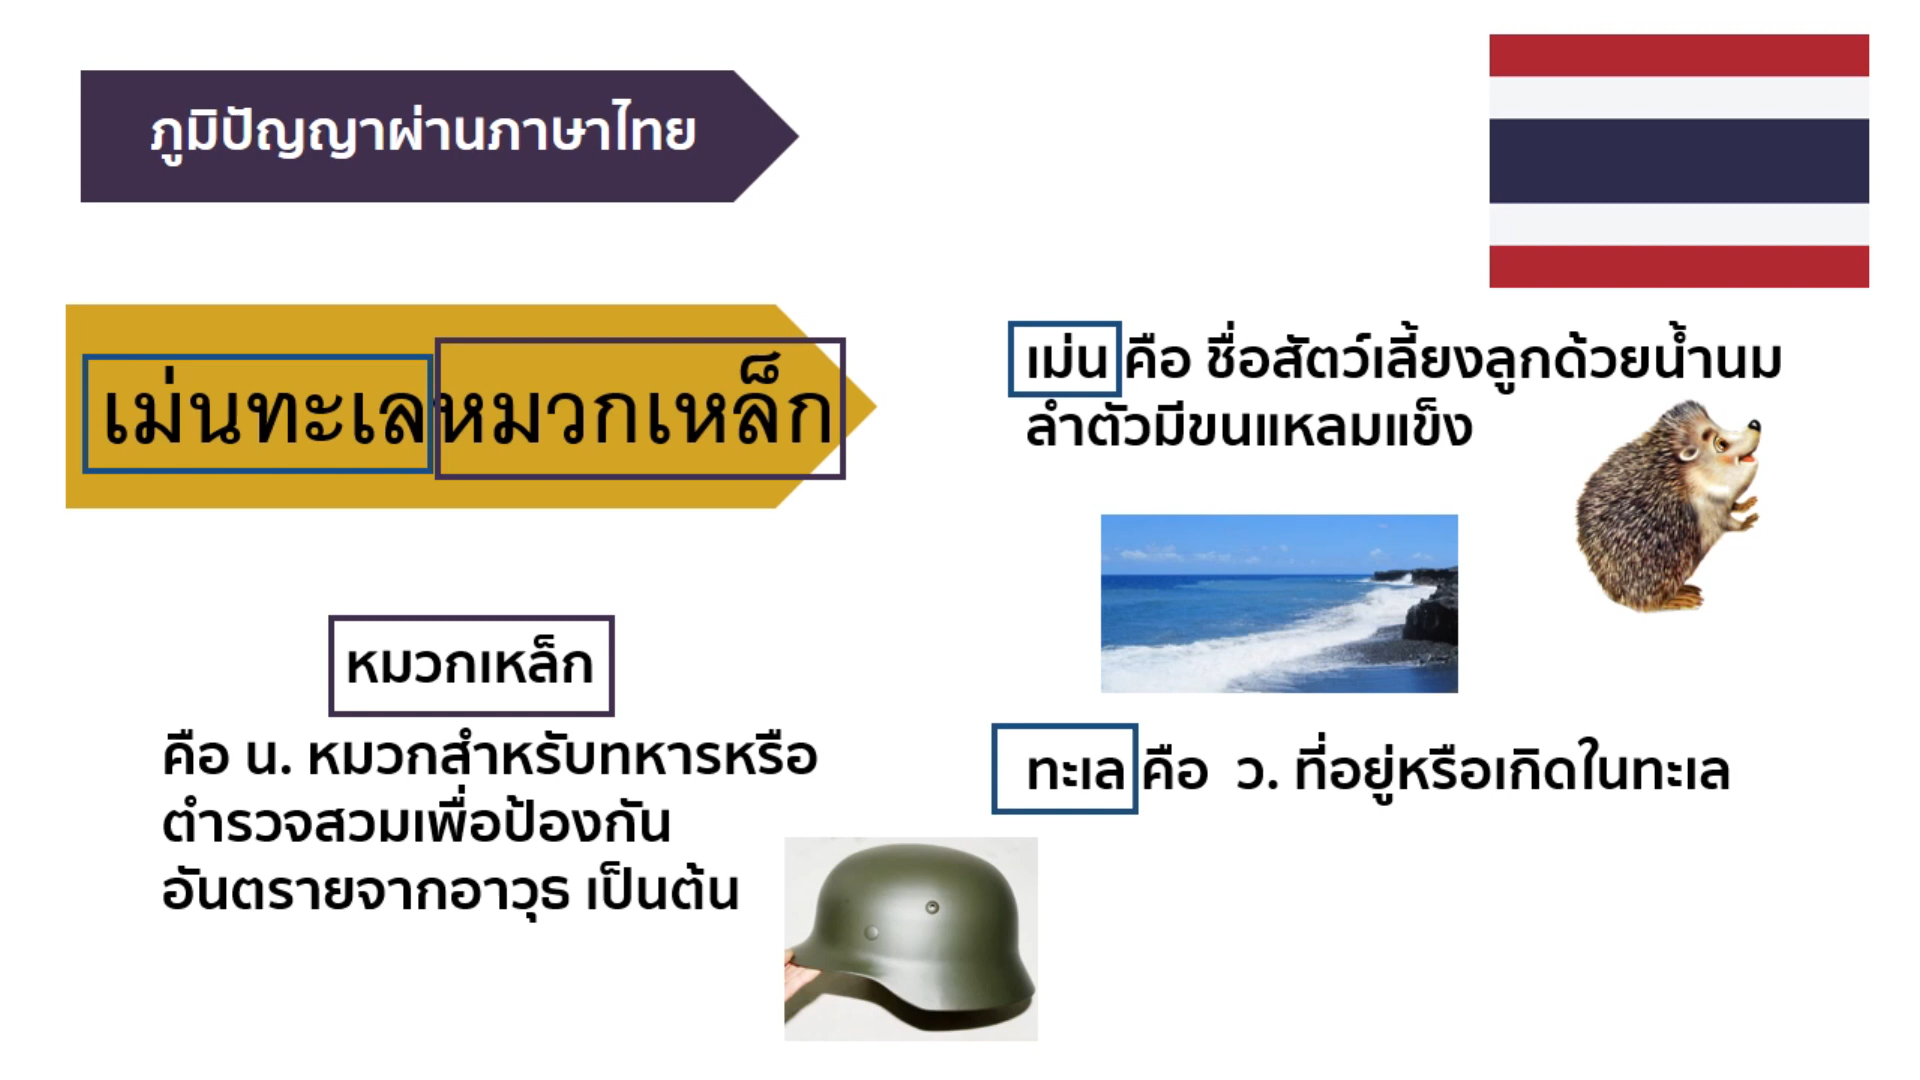 ภูมิปัญญาผ่านภาษาไทย
เม่นทะเลหมวกเหล็ก
เม่น คือ ชื่อสัตว์เลี้ยงลูกด้วยน้ำนม
ลำตัวมีขนแหลมแข็ง
หมวกเหล็ก
คือ น. หมวกสำหรับทหารหรือ
ตำรวจสวมเพื่อป้องกัน
อันตรายจากอาวุธ เป็นต้น
ทะเล คือ ว. ที่อยู่หรือเกิดในทะเล